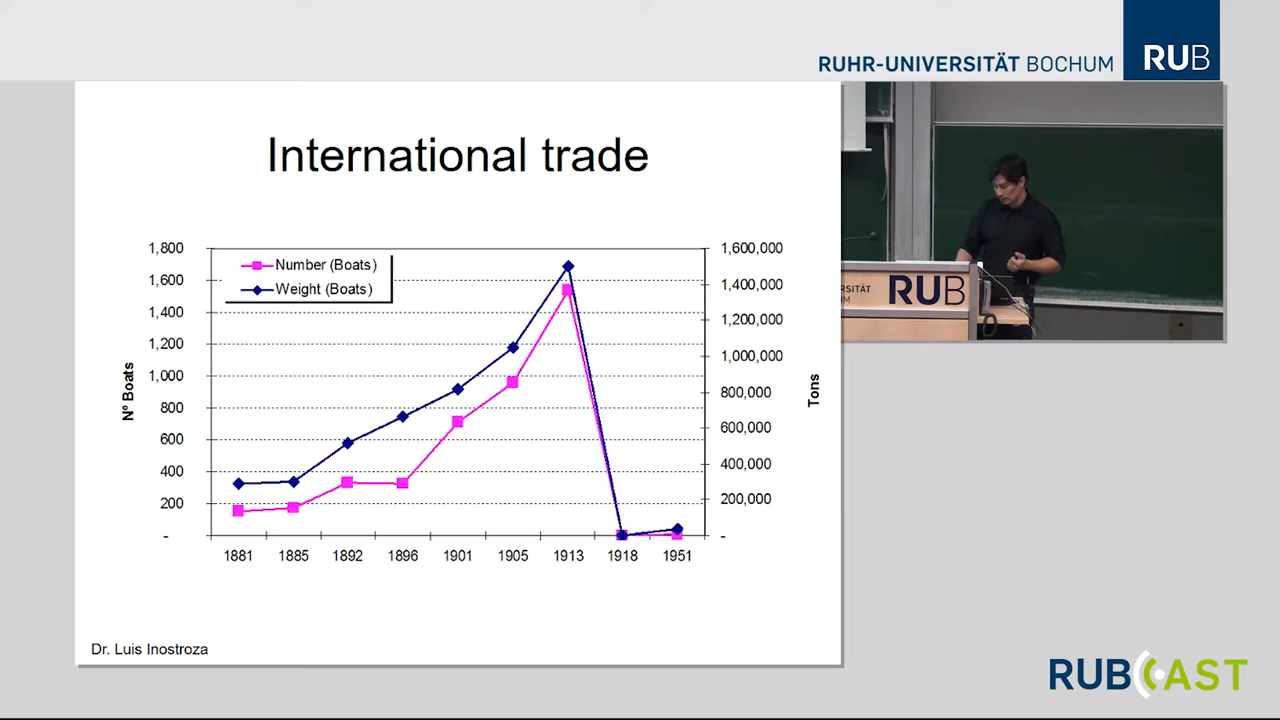 RUHR-UNIVERSITÄT BOCHUM
RUB
International trade
1,800
1,600
1,400
1,200
1,000
800
600
400
200
-
Nº Boats
Number (Boats)
Weight (Boats)
1,600,000
1,400,000
1,200,000
1,000,000
800,000
600,000
400,000
200,000
-
Tons
1881 1885 1892 1896 1901 1905 1913 1918 1951
Dr. Luis Inostroza
RSITÄT
UM
RUB
RUBCAST